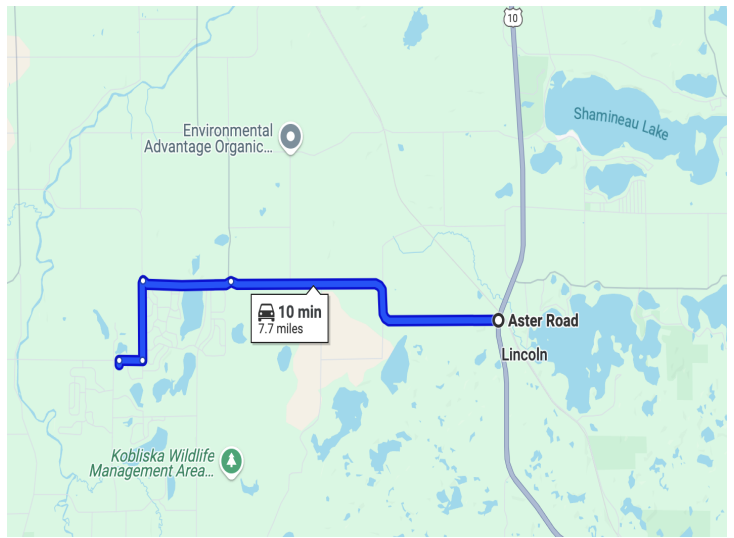 10
Shamineau Lake
Environmental
Advantage Organic...
10 min
7.7 miles
Aster Road
Lincoln
Kobliska Wildlife
Management Area...